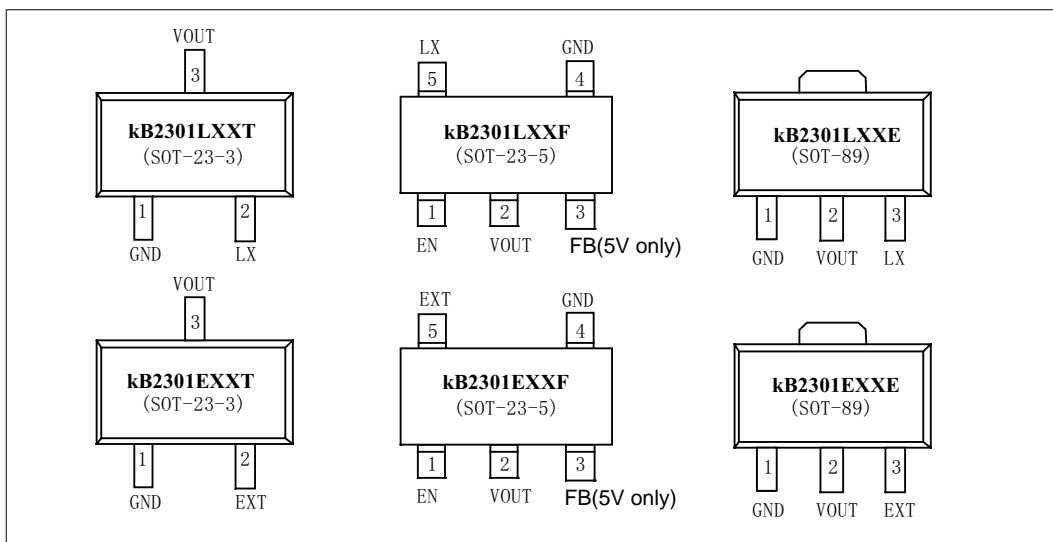 VOUT
3
kB2301LXXT
(SOT-23-3)
1
2
GND
LX
LX
GND
5
4
kB2301LXXF
(SOT-23-5)
1
2
3
EN
VOUT
FB(5V only)
kB2301LXXE
(SOT-89)
1
2
3
GND
VOUT
LX
VOUT
3
kB2301EXXT
(SOT-23-3)
1
2
GND
EXT
EXT
GND
5
4
kB2301EXXF
(SOT-23-5)
1
2
3
EN
VOUT
FB(5V only)
kB2301EXXE
(SOT-89)
1
2
3
GND
VOUT
EXT